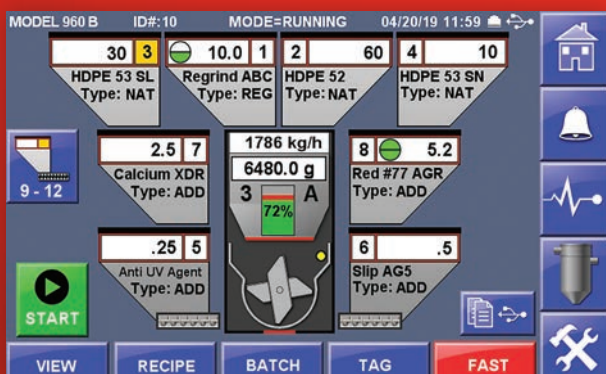 MODEL 960 B ID#:10 MODE=RUNNING 04/20/19 11:59
30 3
10.0 1
2 60
4 10
HDPE 53 SL
Type: NAT
Regrind ABC
Type: REG
HDPE 52
Type: NAT
HDPE 53 SN
Type: NAT
9 - 12
2.5 7
Calcium XDR
Type: ADD
1786 kg/h
6480.0 g
3 A
72%
8 5.2
Red #77 AGR
Type: ADD
.25 5
Anti UV Agent
Type: ADD
6 .5
Slip AG5
Type: ADD
START
VIEW RECIPE BATCH TAG FAST